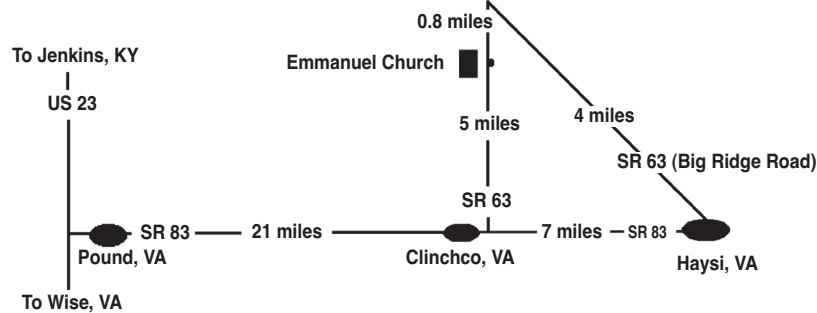 0.8 miles
To Jenkins, KY
Emmanuel Church
US 23
4 miles
5 miles
SR 63 (Big Ridge Road)
SR 63
SR 83
21 miles
7 miles
SR 83
Pound, VA
Clinchco, VA
Haysi, VA
To Wise, VA